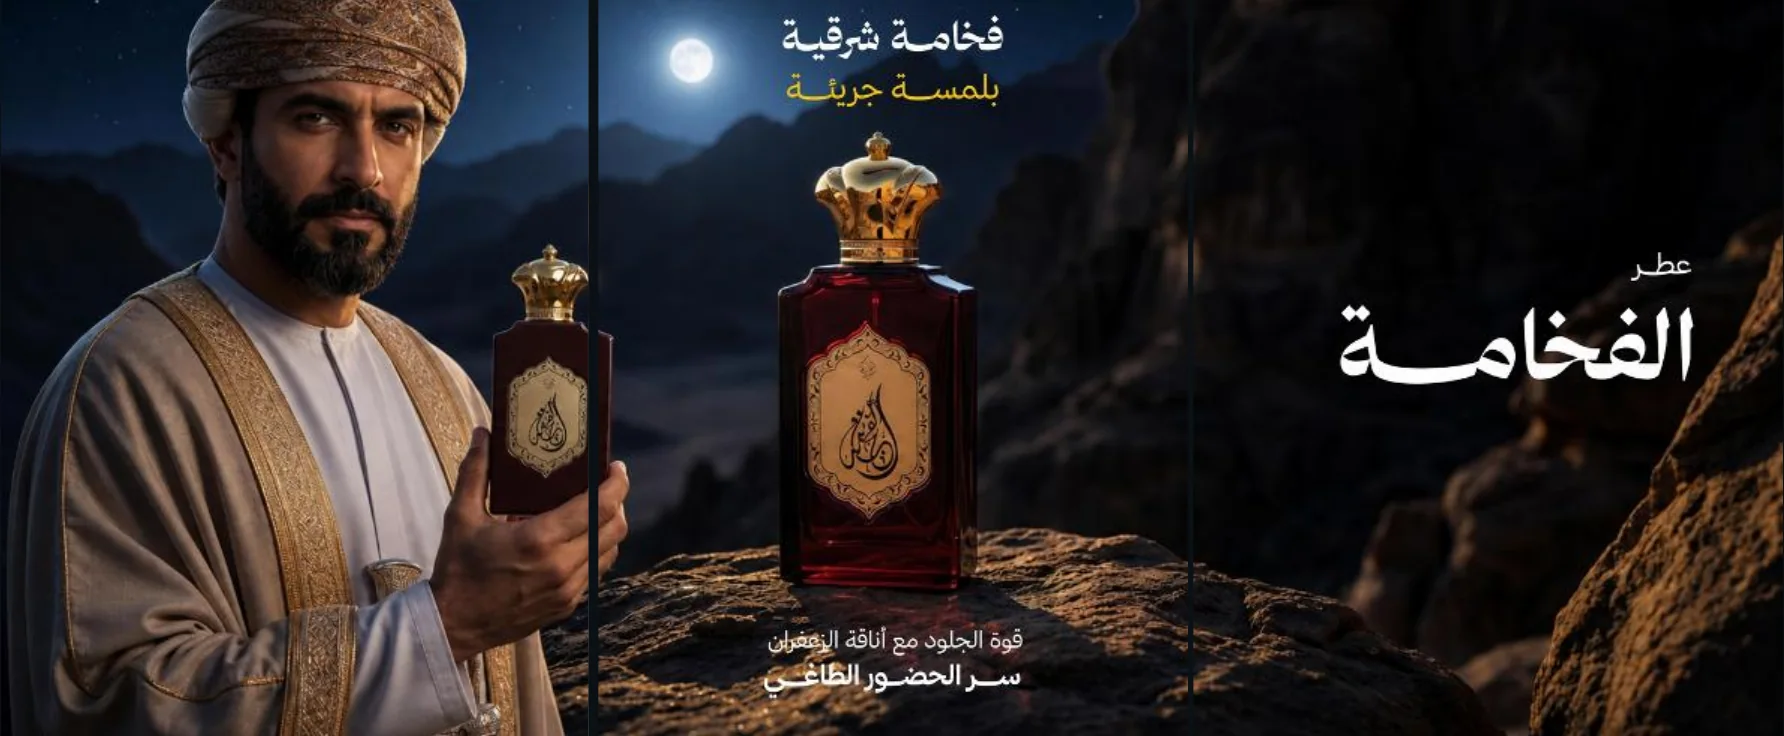 فخامة شرقية
بلمسة جريئة
قوة الجلود مع أناقة الزعفران
سر الحضور الطاغي
عطر
الفخامة